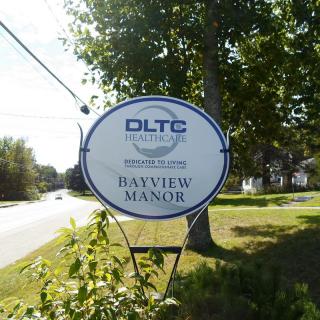 DLTC
HEALTHCARE
DEDICATED TO LIVING
THROUGH COMPASSIONATE CARE
BAYVIEW
MANOR